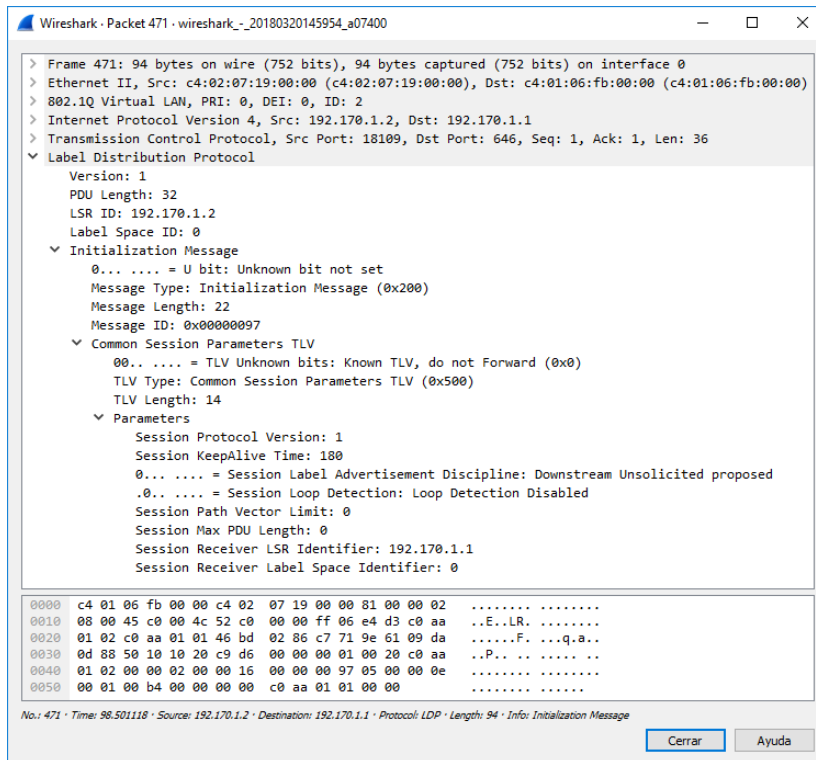 Wireshark · Packet 471 · wireshark_-_20180320145954_a07400
Frame 471: 94 bytes on wire (752 bits), 94 bytes captured (752 bits) on interface 0
Ethernet II, Src: c4:02:07:19:00:00 (c4:02:07:19:00:00), Dst: c4:01:06:fb:00:00 (c4:01:06:fb:00:00)
802.1Q Virtual LAN, PRI: 0, DEI: 0, ID: 2
Internet Protocol Version 4, Src: 192.170.1.2, Dst: 192.170.1.1
Transmission Control Protocol, Src Port: 18109, Dst Port: 646, Seq: 1, Ack: 1, Len: 36
Label Distribution Protocol
Version: 1
PDU Length: 32
LSR ID: 192.170.1.2
Label Space ID: 0
Initialization Message
0... .... = U bit: Unknown bit not set
Message Type: Initialization Message (0x200)
Message Length: 22
Message ID: 0x00000097
Common Session Parameters TLV
00.. .... = TLV Unknown bits: Known TLV, do not Forward (0x0)
TLV Type: Common Session Parameters TLV (0x500)
TLV Length: 14
Parameters
Session Protocol Version: 1
Session KeepAlive Time: 180
0... .... = Session Label Advertisement Discipline: Downstream Unsolicited proposed
.0.. .... = Session Loop Detection: Loop Detection Disabled
Session Path Vector Limit: 0
Session Max PDU Length: 0
Session Receiver LSR Identifier: 192.170.1.1
Session Receiver Label Space Identifier: 0
0000 c4 01 06 fb 00 00 c4 02 07 19 00 00 81 00 00 02 ........ ........
0010 08 00 45 c0 00 4c 52 c0 00 00 ff 06 e4 d3 c0 aa ..E..LR. ........
0020 01 02 c0 aa 01 01 46 bd 02 86 c7 71 9e 61 09 da ......F. ...q.a..
0030 0d 88 50 10 10 20 c9 d6 00 00 00 01 00 20 c0 aa ..P.. .. ..... ..
0040 01 02 00 00 02 00 00 16 00 00 00 97 05 00 00 0e ........ ........
0050 00 01 00 b4 00 00 00 00 c0 aa 01 01 00 00 ........ ......
No.: 471 · Time: 98.501118 · Source: 192.170.1.2 · Destination: 192.170.1.1 · Protocol: LDP · Length: 94 · Info: Initialization Message
Cerrar Ayuda